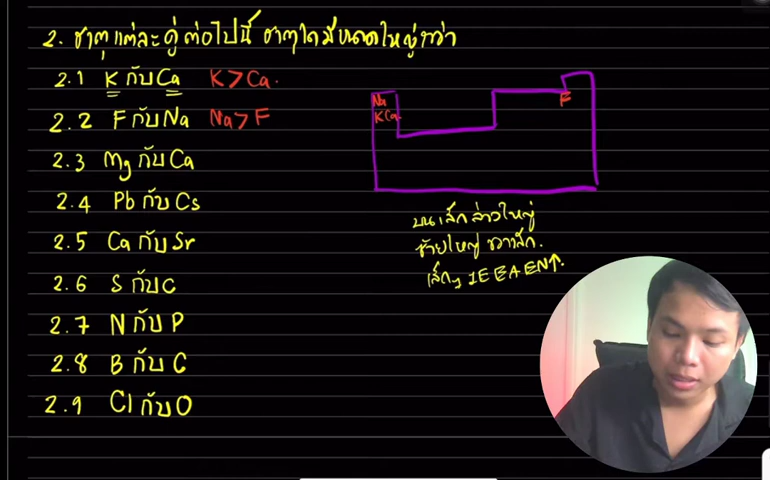 2. ธาตุแต่ละคู่ต่อไปนี้ ธาตุใดมีขนาดใหญ่กว่า
2.1 K กับ Ca K > Ca.
2.2 F กับ Na Na > F
2.3 Mg กับ Ca
2.4 Pb กับ Cs
2.5 Ca กับ Sr
2.6 S กับ C
2.7 N กับ P
2.8 B กับ C
2.9 Cl กับ O
Na
K Ca
F
บนเล็ก ล่างใหญ่
ซ้ายใหญ่ ขวาเล็ก.
เล็กๆ IE EA EN↑.